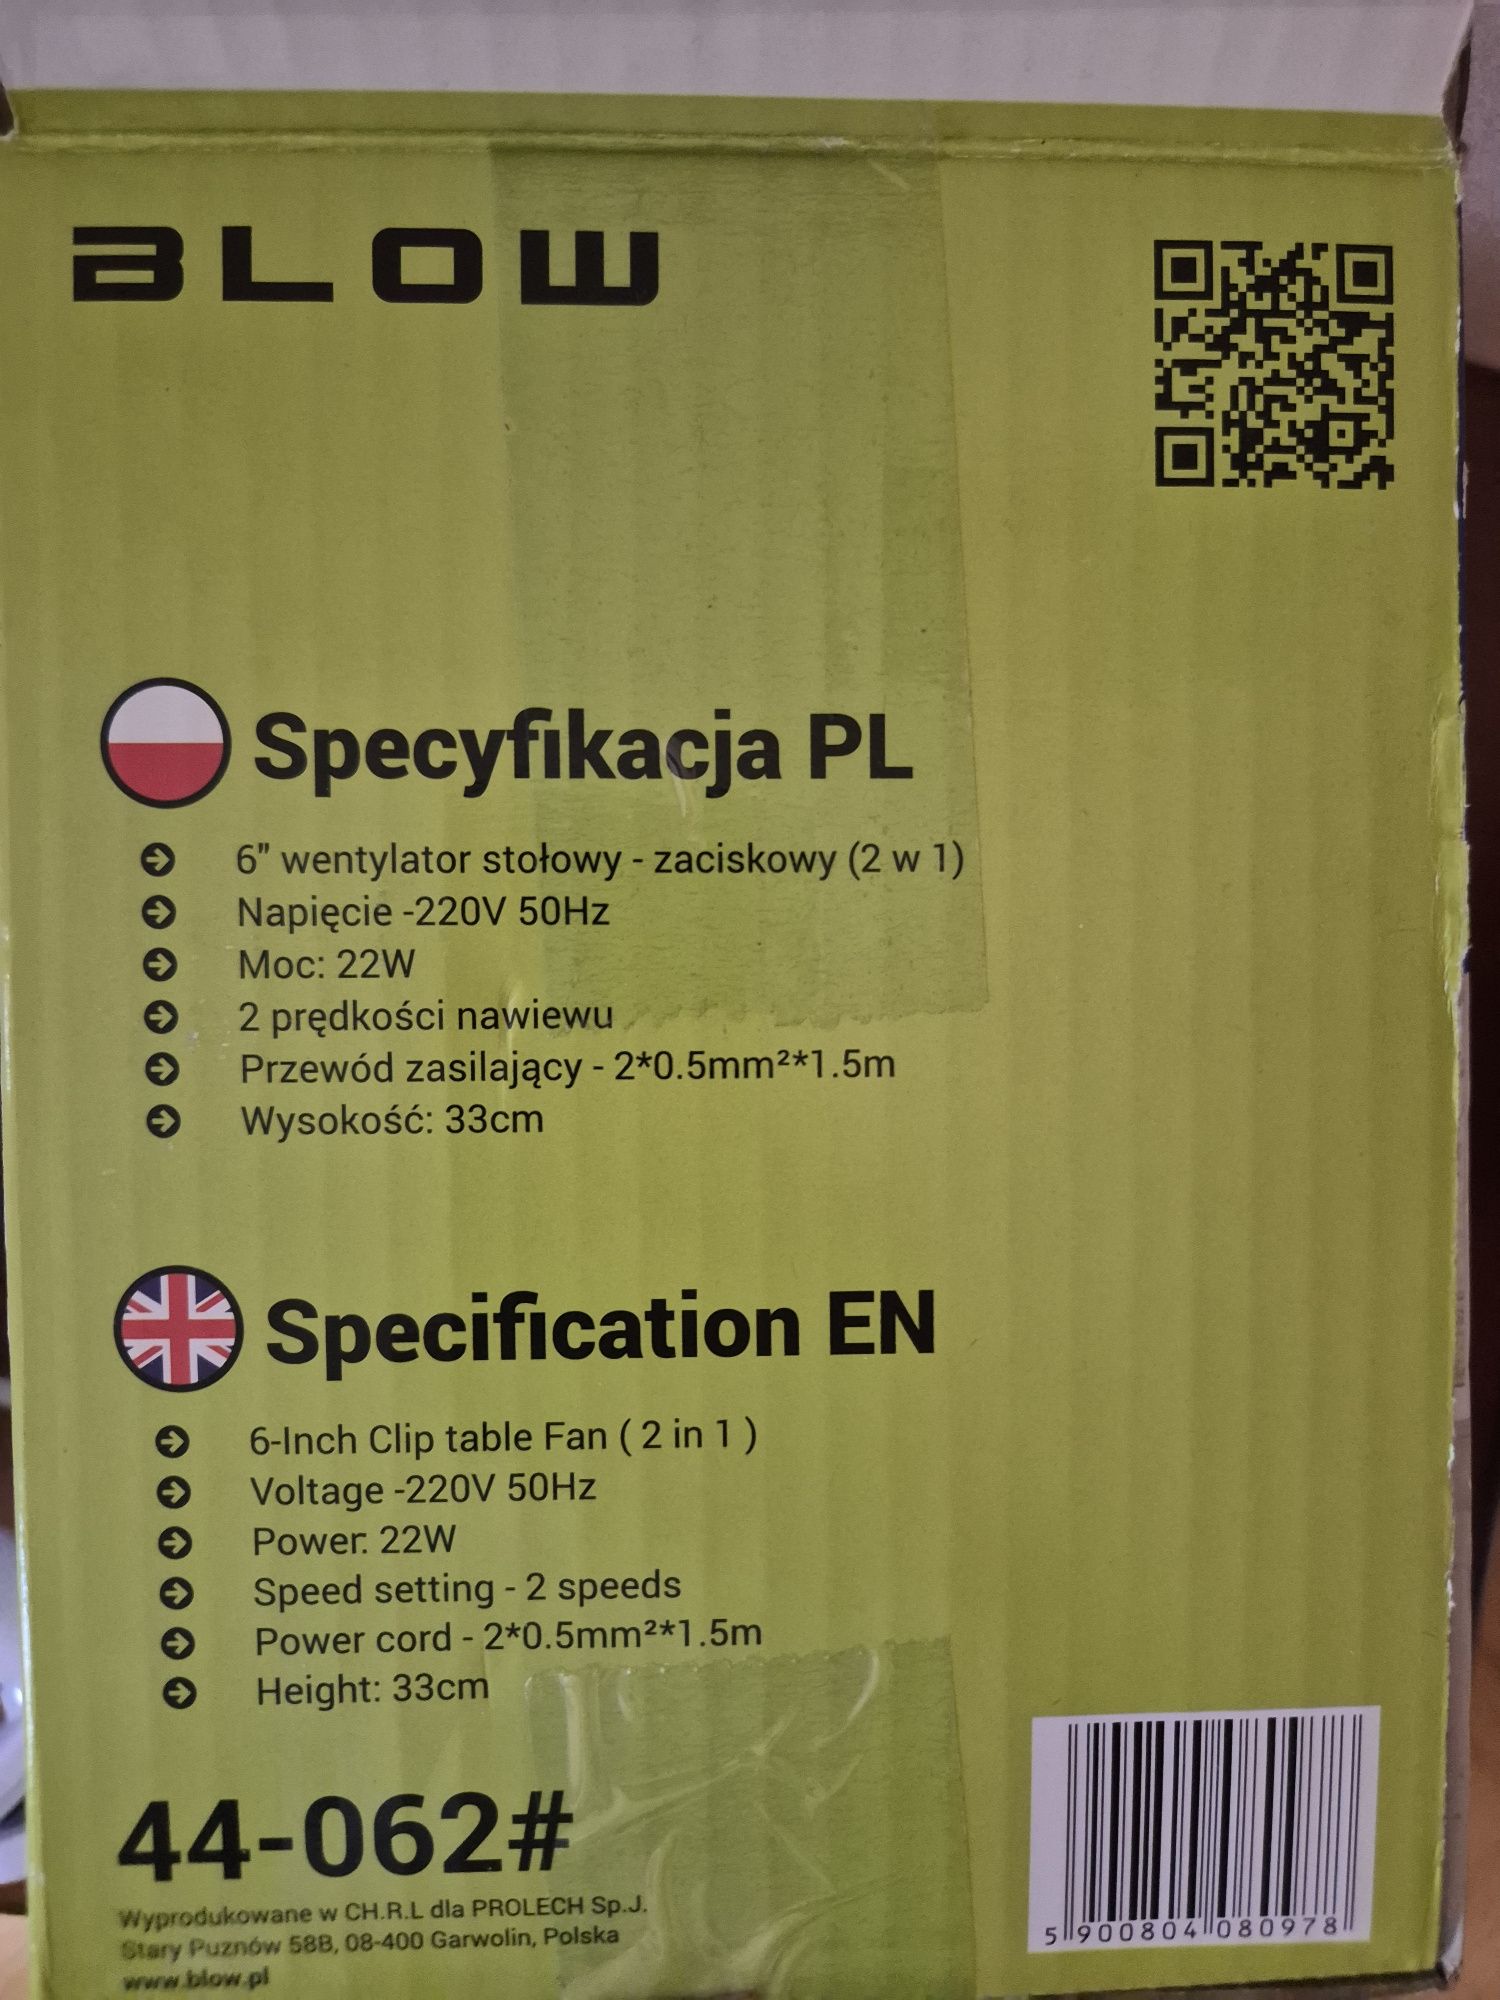 BLOW
Specyfikacja PL
6" wentylator stołowy - zaciskowy (2 w 1)
Napięcie -220V 50Hz
Moc: 22W
2 prędkości nawiewu
Przewód zasilający - 2*0.5mm²*1.5m
Wysokość: 33cm
Specification EN
6-Inch Clip table Fan ( 2 in 1 )
Voltage -220V 50Hz
Power: 22W
Speed setting - 2 speeds
Power cord - 2*0.5mm²*1.5m
Height: 33cm
44-062#
Wyprodukowane w CH.R.L dla PROLECH Sp.J.
Stary Puznów 58B, 08-400 Garwolin, Polska
www.blow.pl
5 900804 080978